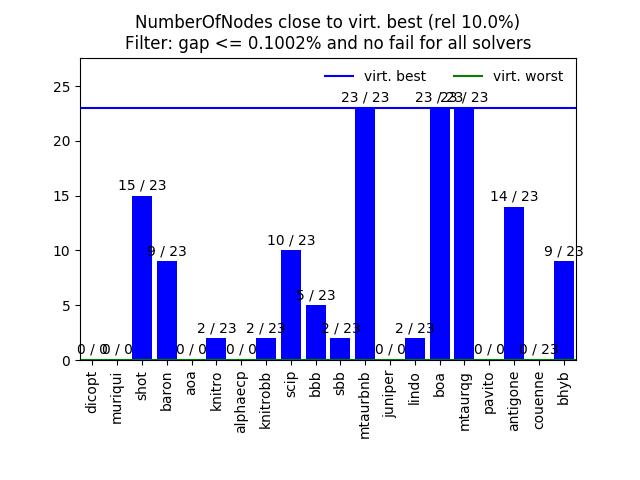 NumberOfNodes close to virt. best (rel 10.0%)
Filter: gap <= 0.1002% and no fail for all solvers
virt. best
virt. worst
25
20
15
10
5
0
0 / 0
0 / 0
15 / 23
9 / 23
0 / 0
2 / 23
0 / 0
2 / 23
10 / 23
5 / 23
2 / 23
23 / 23
0 / 0
2 / 23
23 / 23
23 / 23
0 / 0
14 / 23
0 / 23
9 / 23
dicopt
muriqui
shot
baron
aoa
knitro
alphaecp
knitrobb
scip
bbb
sbb
mtaurbnb
juniper
lindo
boa
mtaurqg
pavito
antigone
couenne
bhyb